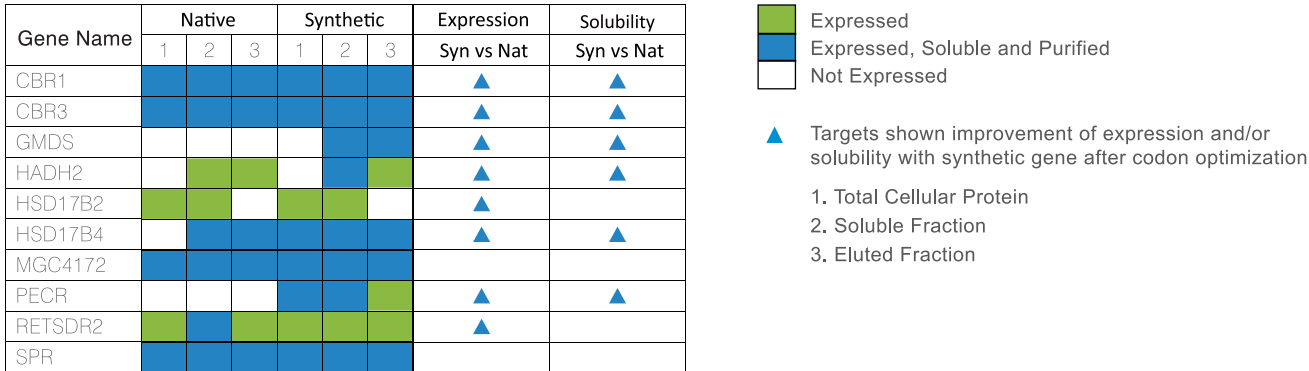 Gene Name Native Synthetic Expression Solubility
1 2 3 1 2 3 Syn vs Nat Syn vs Nat
CBR1
CBR3
GMDS
HADH2
HSD17B2
HSD17B4
MGC4172
PECR
RETSDR2
SPR
Expressed
Expressed, Soluble and Purified
Not Expressed
Targets shown improvement of expression and/or
solubility with synthetic gene after codon optimization
1. Total Cellular Protein
2. Soluble Fraction
3. Eluted Fraction